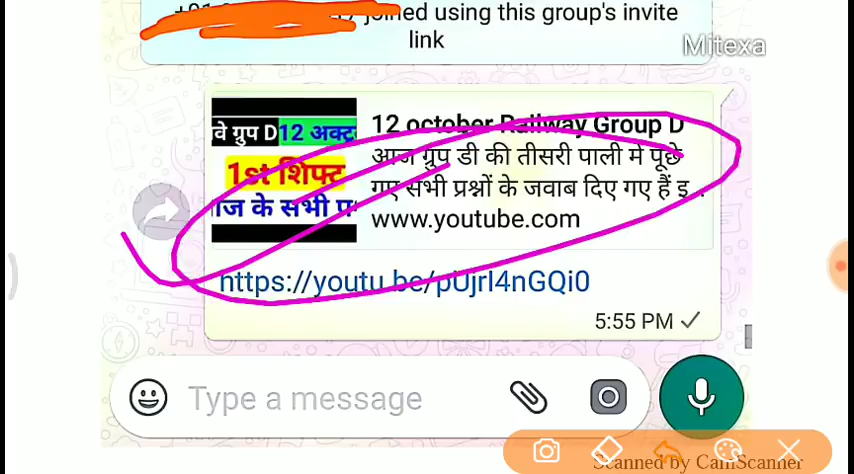 joined using this group's invite
link
Mitexa
वे ग्रुप D 12 अक्ट
1st शिफ्ट
ाज के सभी प्र
12 october Railway Group D
आज ग्रुप डी की तीसरी पाली में पूछे
गए सभी प्रश्नों के जवाब दिए गए हैं इ...
www.youtube.com
https://youtu.be/pUjrl4nGQi0
5:55 PM
Type a message
Scanned by CamScanner